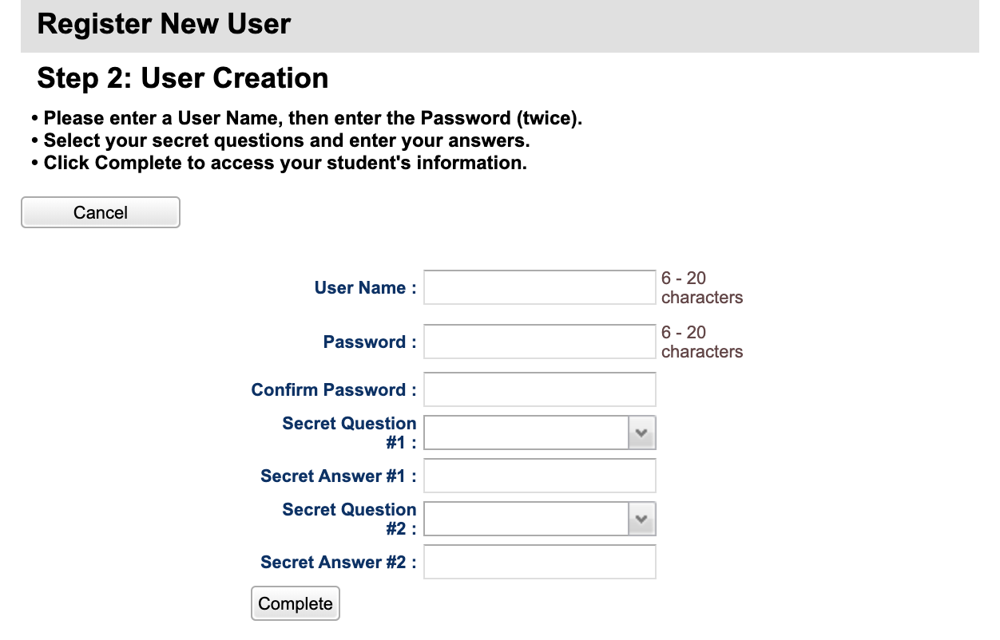 Register New User
Step 2: User Creation
• Please enter a User Name, then enter the Password (twice).
• Select your secret questions and enter your answers.
• Click Complete to access your student's information.
Cancel
User Name :
6 - 20
characters
Password :
6 - 20
characters
Confirm Password :
Secret Question
#1 :
Secret Answer #1 :
Secret Question
#2 :
Secret Answer #2 :
Complete